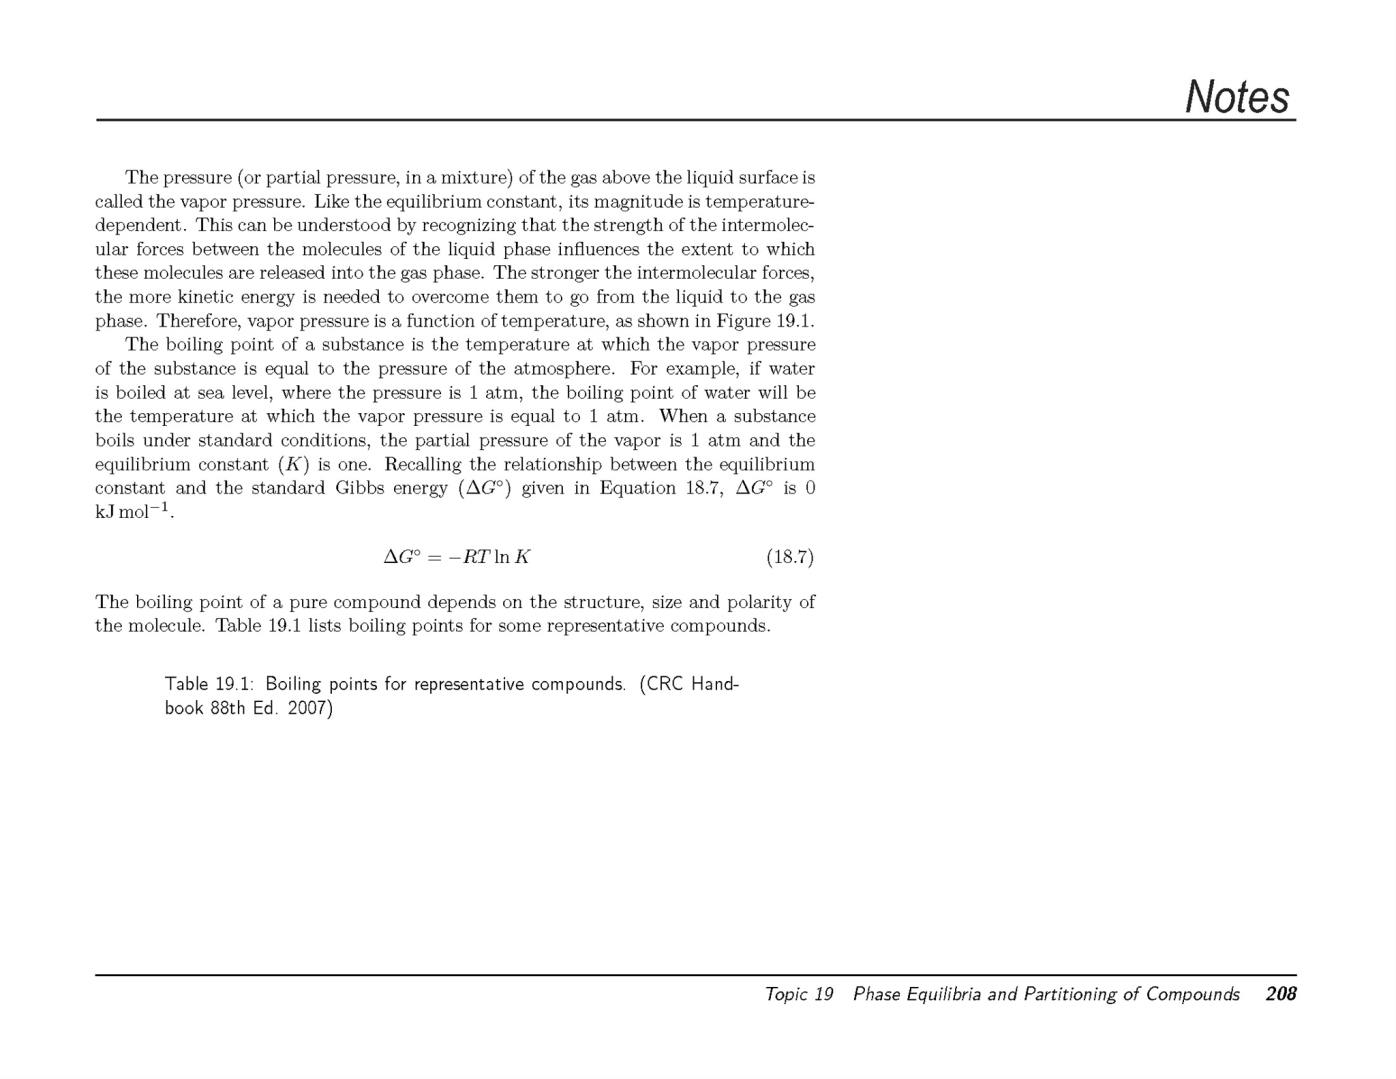 Notes
The pressure (or partial pressure, in a mixture) of the gas above the liquid surface is
called the vapor pressure. Like the equilibrium constant, its magnitude is temperature-
dependent. This can be understood by recognizing that the strength of the intermolec-
ular forces between the molecules of the liquid phase influences the extent to which
these molecules are released into the gas phase. The stronger the intermolecular forces,
the more kinetic energy is needed to overcome them to go from the liquid to the gas
phase. Therefore, vapor pressure is a function of temperature, as shown in Figure 19.1.
The boiling point of a substance is the temperature at which the vapor pressure
of the substance is equal to the pressure of the atmosphere. For example, if water
is boiled at sea level, where the pressure is 1 atm, the boiling point of water will be
the temperature at which the vapor pressure is equal to 1 atm. When a substance
boils under standard conditions, the partial pressure of the vapor is 1 atm and the
equilibrium constant (K) is one. Recalling the relationship between the equilibrium
constant and the standard Gibbs energy (ΔG°) given in Equation 18.7, ΔG° is 0
kJ mol⁻¹.
ΔG° = −RT ln K (18.7)
The boiling point of a pure compound depends on the structure, size and polarity of
the molecule. Table 19.1 lists boiling points for some representative compounds.
Table 19.1: Boiling points for representative compounds. (CRC Hand-
book 88th Ed. 2007)
Topic 19 Phase Equilibria and Partitioning of Compounds 208